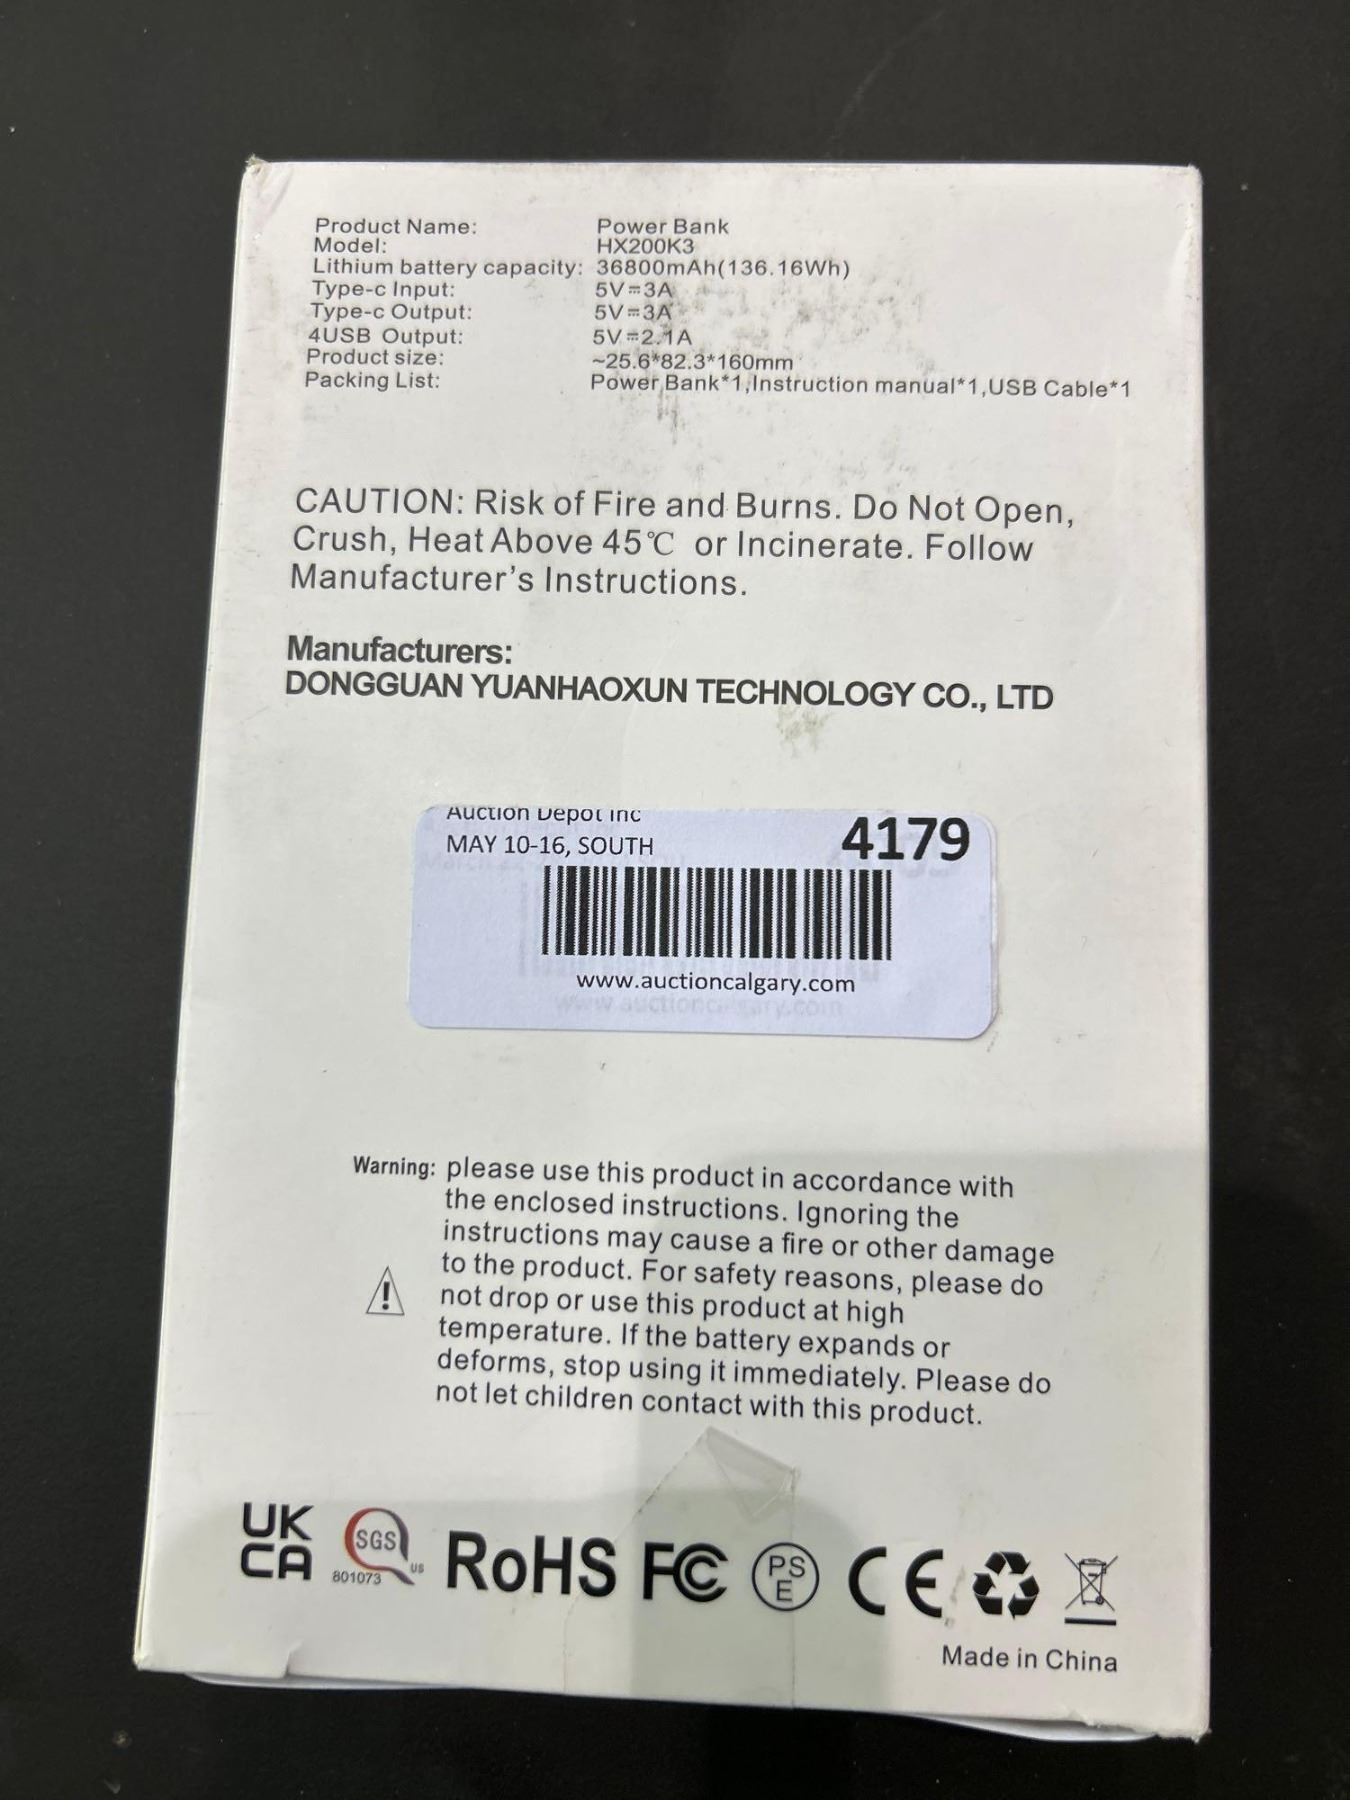 Product Name: Power Bank
Model: HX200K3
Lithium battery capacity: 36800mAh(136.16Wh)
Type-c Input: 5V⎓3A
Type-c Output: 5V⎓3A
4USB Output: 5V⎓2.1A
Product size: ~25.6*82.3*160mm
Packing List: Power Bank*1,Instruction manual*1,USB Cable*1
CAUTION: Risk of Fire and Burns. Do Not Open,
Crush, Heat Above 45℃ or Incinerate. Follow
Manufacturer's Instructions.
Manufacturers:
DONGGUAN YUANHAOXUN TECHNOLOGY CO., LTD
Auction Depot Inc
MAY 10-16, SOUTH 4179
www.auctioncalgary.com
www.auctioncalgary.com
Warning: please use this product in accordance with
the enclosed instructions. Ignoring the
instructions may cause a fire or other damage
to the product. For safety reasons, please do
not drop or use this product at high
temperature. If the battery expands or
deforms, stop using it immediately. Please do
not let children contact with this product.
UK
CA
SGS
801073 US
RoHS FC PS
E
CE
Made in China